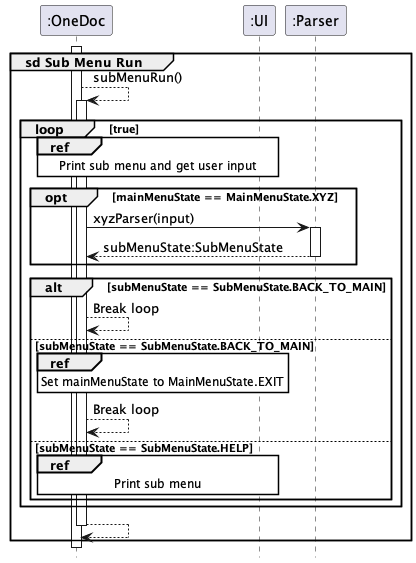 :OneDoc
:UI
:Parser
sd Sub Menu Run
subMenuRun()
loop
[true]
ref
Print sub menu and get user input
opt
[mainMenuState == MainMenuState.XYZ]
xyzParser(input)
subMenuState:SubMenuState
alt
[subMenuState == SubMenuState.BACK_TO_MAIN]
Break loop
[subMenuState == SubMenuState.BACK_TO_MAIN]
ref
Set mainMenuState to MainMenuState.EXIT
Break loop
[subMenuState == SubMenuState.HELP]
ref
Print sub menu